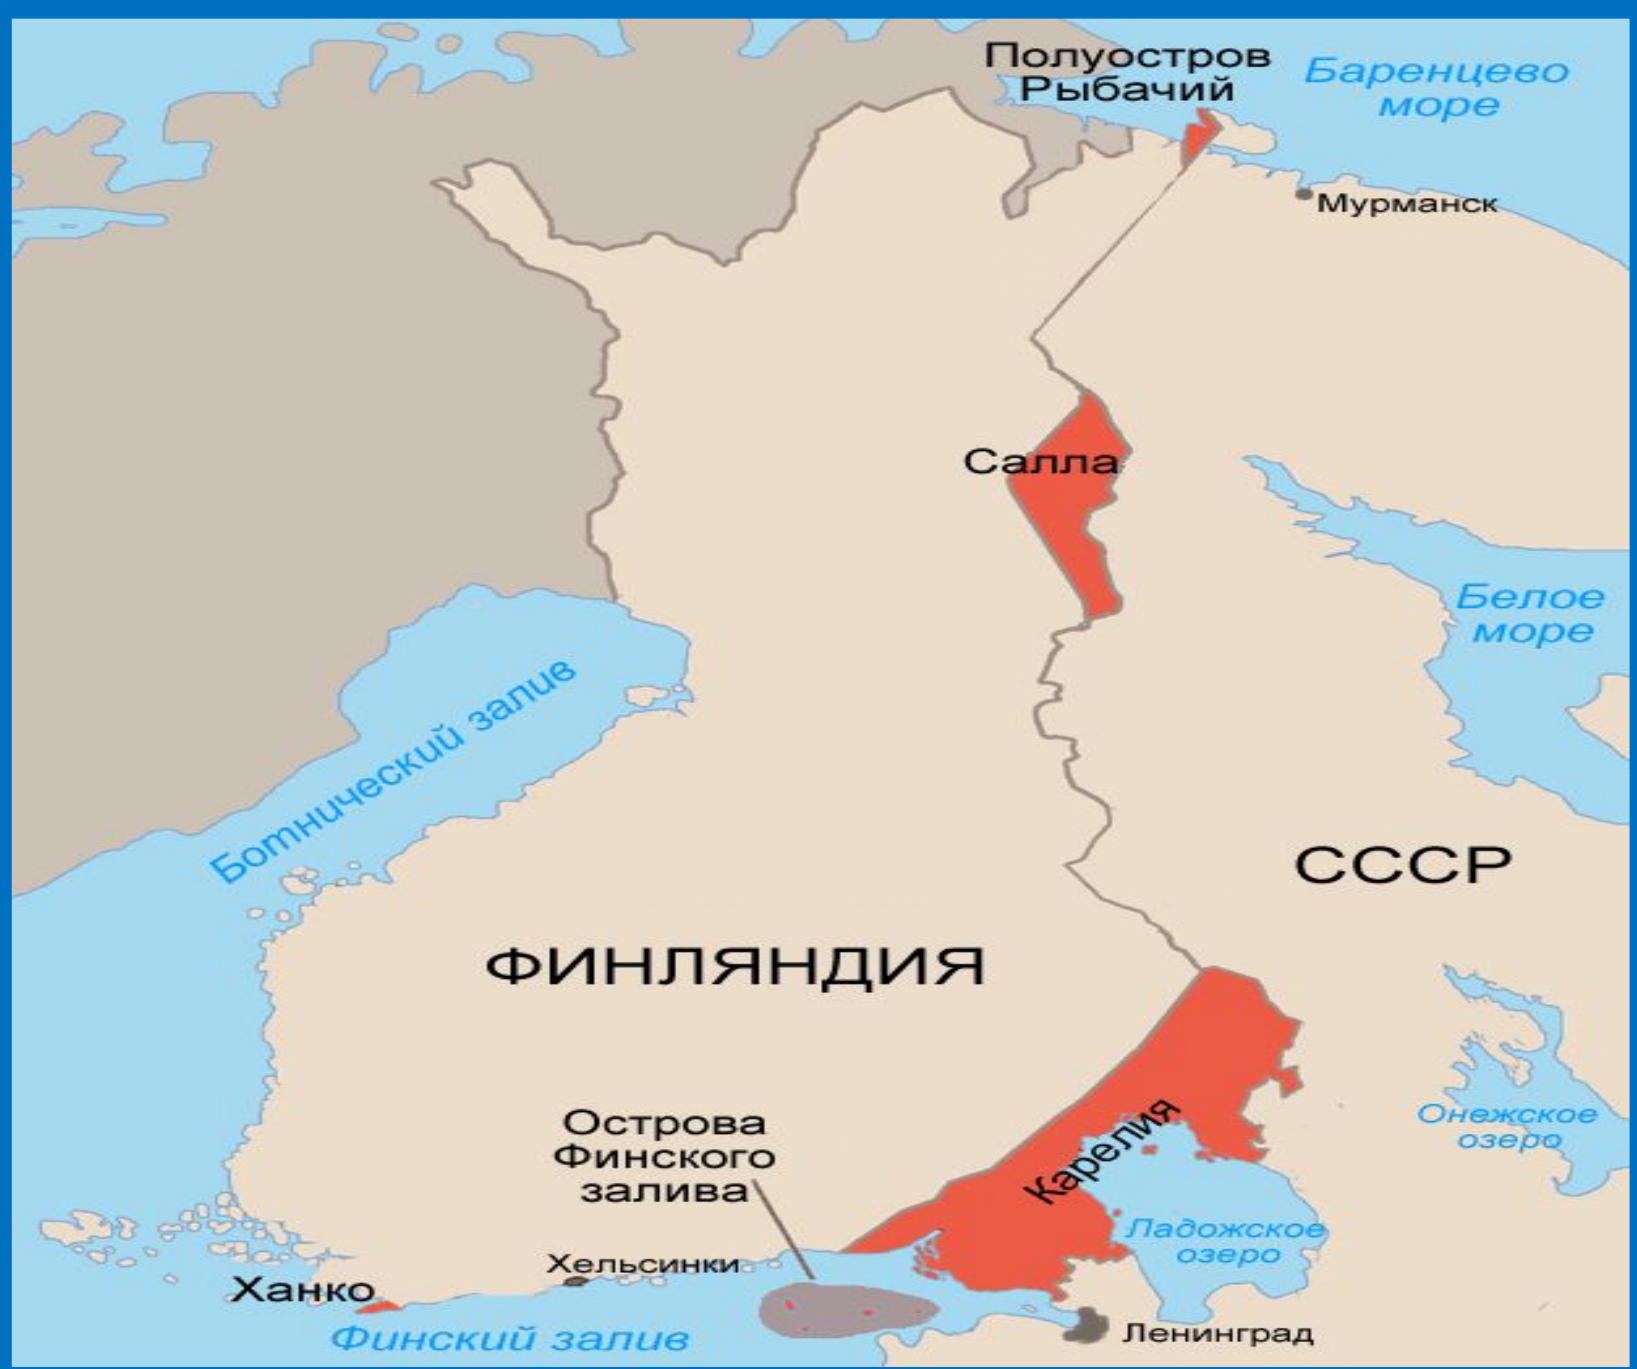 Полуостров
Рыбачий
Баренцево
море
Мурманск
Салла
Белое
море
Ботнический залив
СССР
ФИНЛЯНДИЯ
Онежское
озеро
Острова
Финского
залива
Карелия
Ладожское
озеро
Хельсинки
Ханко
Финский залив
Ленинград